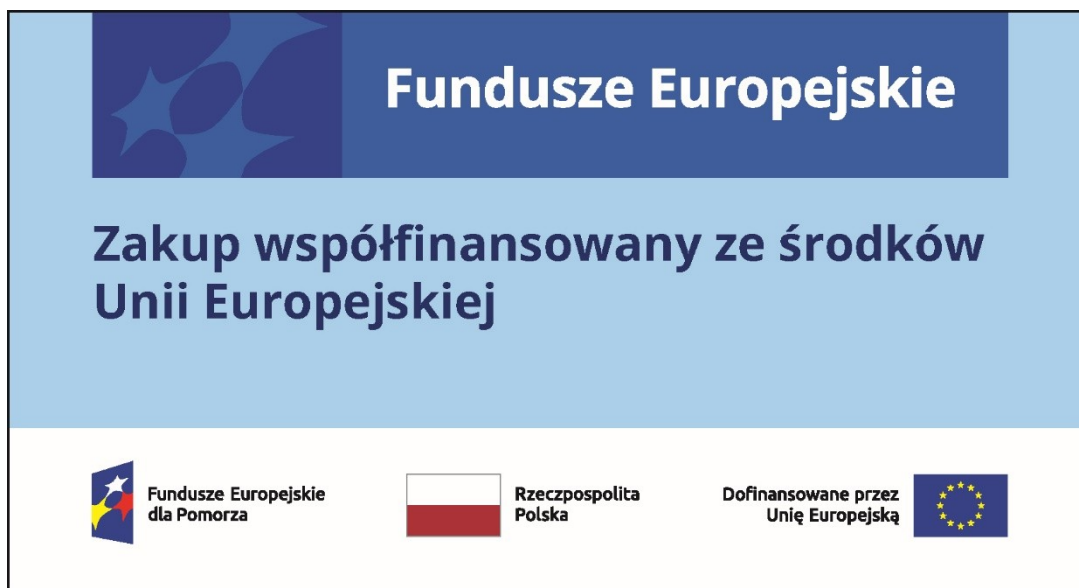 Fundusze Europejskie
Zakup współfinansowany ze środków
Unii Europejskiej
Fundusze Europejskie
dla Pomorza
Rzeczpospolita
Polska
Dofinansowane przez
Unię Europejską